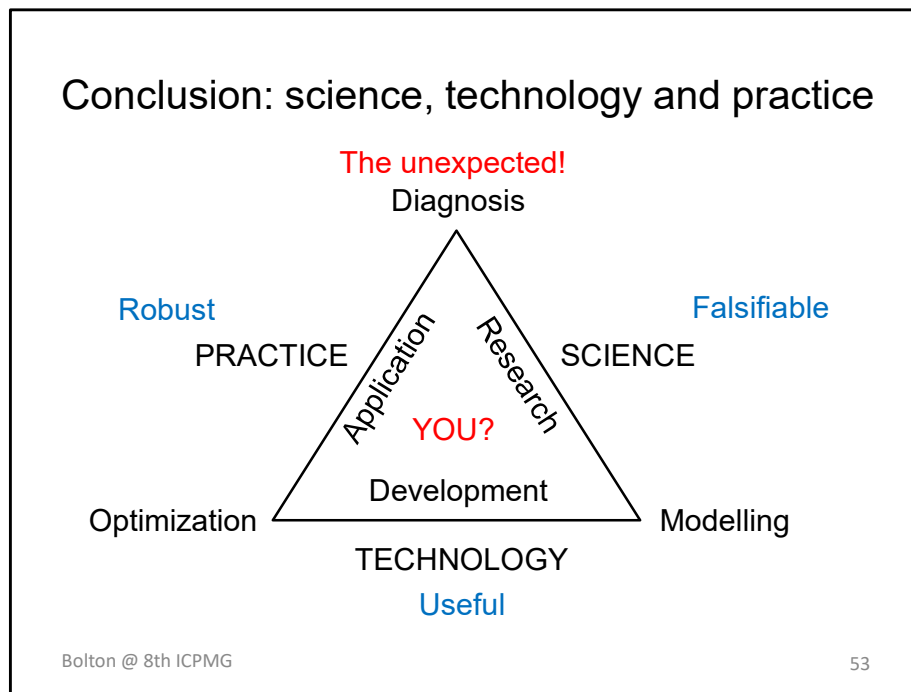 Conclusion: science, technology and practice
The unexpected!
Diagnosis
Robust
Falsifiable
PRACTICE
Application
Research
SCIENCE
YOU?
Development
Optimization
Modelling
TECHNOLOGY
Useful
Bolton @ 8th ICPMG
53